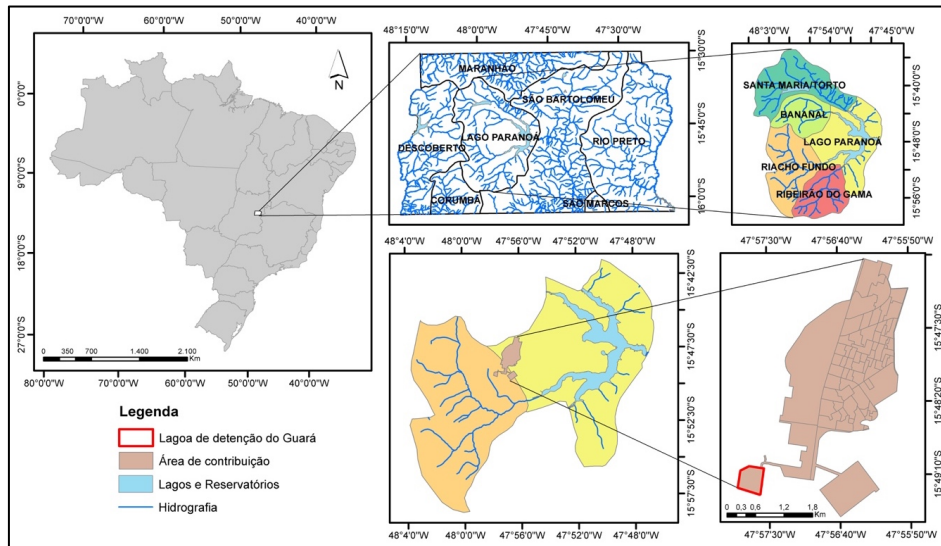 70°0'0"W 60°0'0"W 50°0'0"W 40°0'0"W
0°0'0"
9°0'0"S
18°0'0"S
27°0'0"S
N
0 350 700 1.400 2.100
Km
80°0'0"W 70°0'0"W 60°0'0"W 50°0'0"W 40°0'0"W
48°15'0"W 48°0'0"W 47°45'0"W 47°30'0"W
15°30'0"S
15°45'0"S
16°0'0"S
MARANHÃO
SÃO BARTOLOMEU
LAGO PARANOÁ
DESCOBERTO
RIO PRETO
CORUMBÁ
SÃO MARCOS
48°3'0"W 47°54'0"W 47°45'0"W
15°40'0"S
15°48'0"S
15°56'0"S
SANTA MARIA/TORTO
BANANAL
LAGO PARANOÁ
RIACHO FUNDO
RIBEIRÃO DO GAMA
48°4'0"W 48°0'0"W 47°56'0"W 47°52'0"W 47°48'0"W
15°42'30"S
15°47'30"S
15°52'30"S
15°57'30"S
48°4'0"W 48°0'0"W 47°56'0"W 47°52'0"W 47°48'0"W
47°57'30"W 47°56'40"W 47°55'50"W
15°47'30"S
15°48'20"S
15°49'10"S
0 0,3 0,6 1,2 1,8
Km
47°57'30"W 47°56'40"W 47°55'50"W
Legenda
Lagoa de detenção do Guará
Área de contribuição
Lagos e Reservatórios
Hidrografia